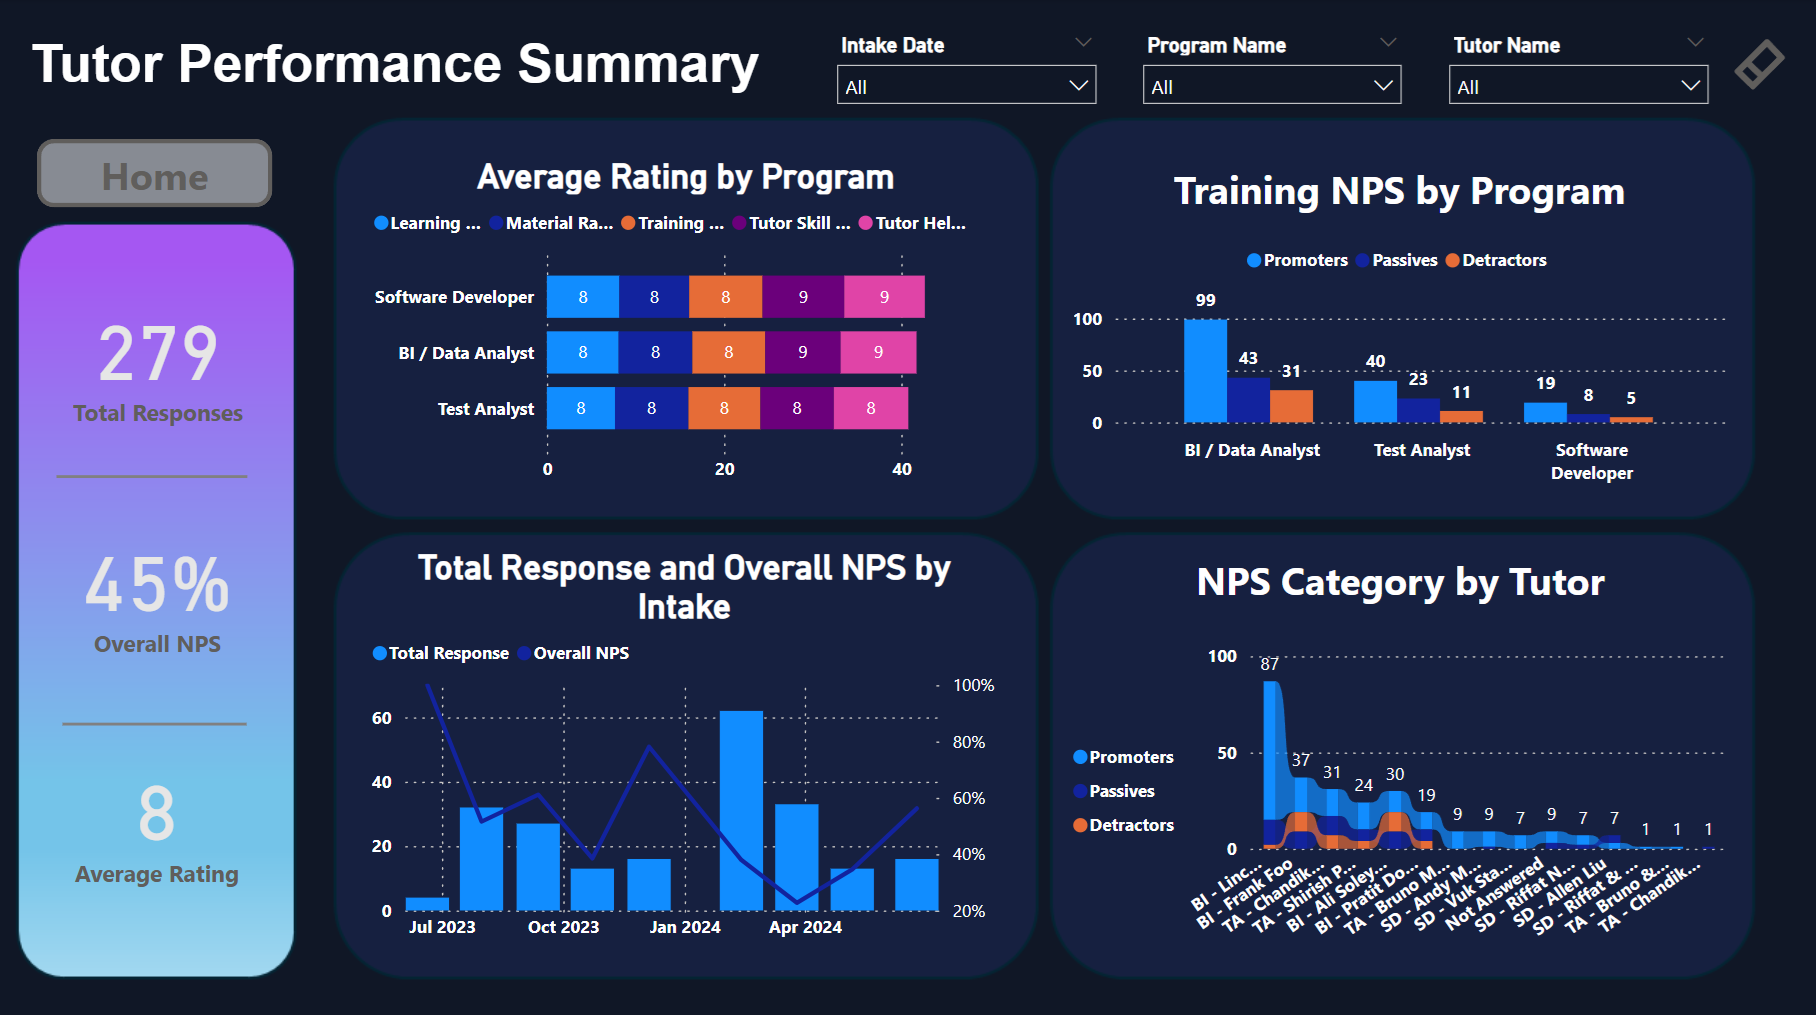 Tutor Performance Summary
Intake Date
All
Program Name
All
Tutor Name
All
Home
279
Total Responses
45%
Overall NPS
8
Average Rating
Average Rating by Program
Learning ... Material Ra... Training ... Tutor Skill ... Tutor Hel...
Software Developer 8 8 8 9 9
BI / Data Analyst 8 8 8 9 9
Test Analyst 8 8 8 8 8
0 20 40
Training NPS by Program
Promoters Passives Detractors
100
50
0
99 43 31
40 23 11
19 8 5
BI / Data Analyst
Test Analyst
Software
Developer
Total Response and Overall NPS by
Intake
Total Response Overall NPS
60
40
20
0
100%
80%
60%
40%
20%
Jul 2023 Oct 2023 Jan 2024 Apr 2024
NPS Category by Tutor
Promoters
Passives
Detractors
100
50
0
87 37 31 24 30 19 9 9 7 9 7 7 1 1 1
BI - Linc...
BI - Frank Foo
TA - Chandik...
TA - Shirish P...
BI - Ali Soley...
BI - Pratit Do...
TA - Bruno M...
SD - Andy M...
SD - Vuk Sta...
Not Answered
SD - Riffat N...
SD - Allen Liu
SD - Riffat & ...
TA - Bruno &...
TA - Chandik...